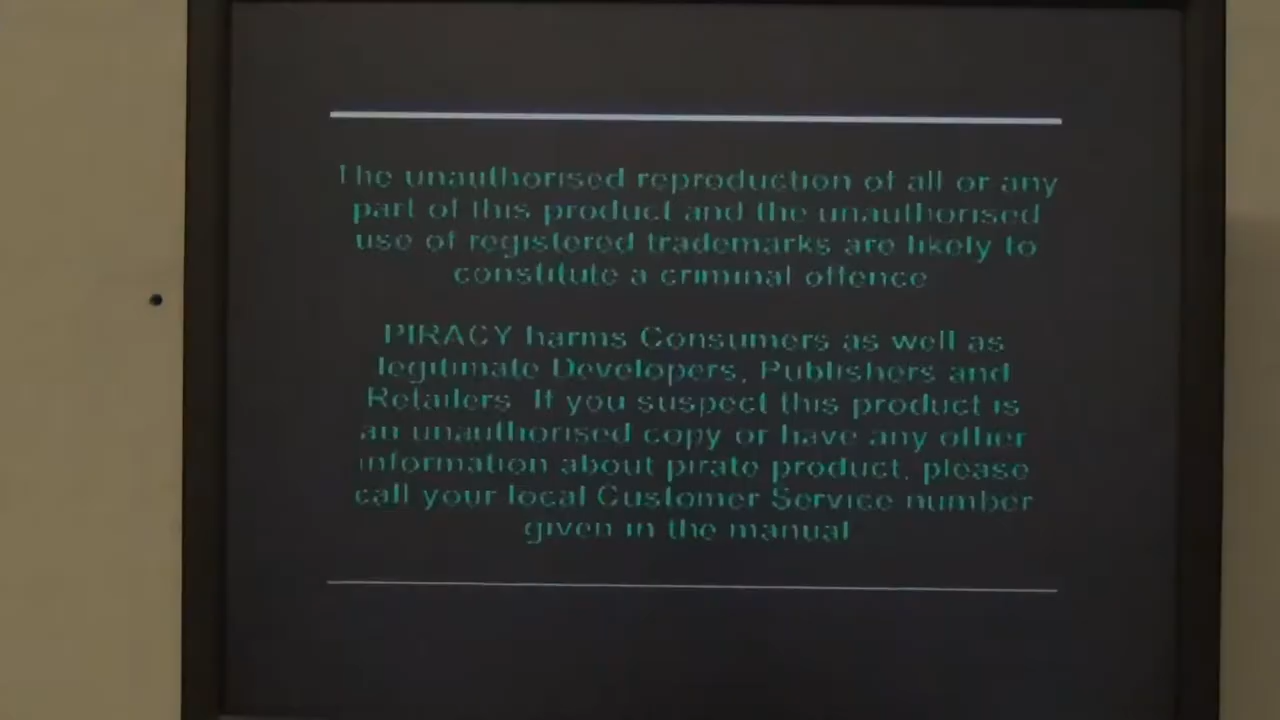 The unauthorised reproduction of all or any
part of this product and the unauthorised
use of registered trademarks are likely to
constitute a criminal offence
PIRACY harms Consumers as well as
legitimate Developers, Publishers and
Retailers. If you suspect this product is
an unauthorised copy or have any other
information about pirate product, please
call your local Customer Service number
given in the manual